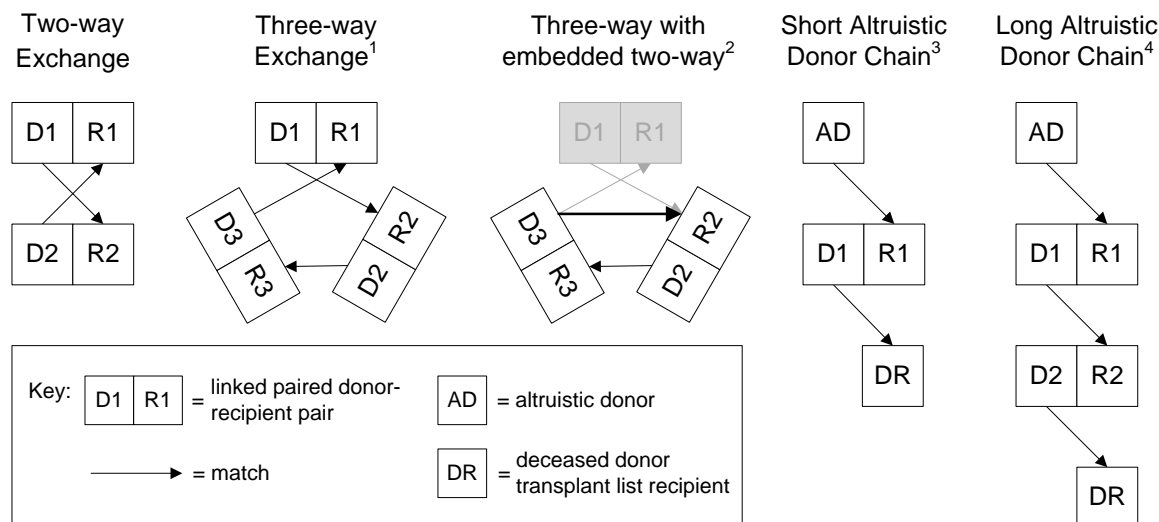 Two-way
Exchange
Three-way
Exchange1
Three-way with
embedded two-way2
Short Altruistic
Donor Chain3
Long Altruistic
Donor Chain4
D1 R1
D2 R2
D1 R1
D3 R3
R2 D2
D1 R1
D3 R3
R2 D2
AD
D1 R1
DR
AD
D1 R1
D2 R2
DR
Key:
D1 R1
= linked paired donor-
recipient pair
= match
AD
= altruistic donor
DR
= deceased donor
transplant list recipient